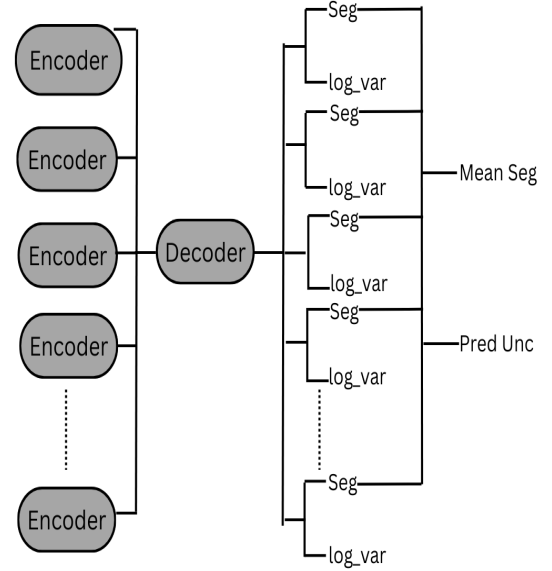 Encoder
Encoder
Encoder
Encoder
Encoder
Decoder
Seg
log_var
Seg
log_var
Seg
log_var
Seg
log_var
Seg
log_var
Mean Seg
Pred Unc